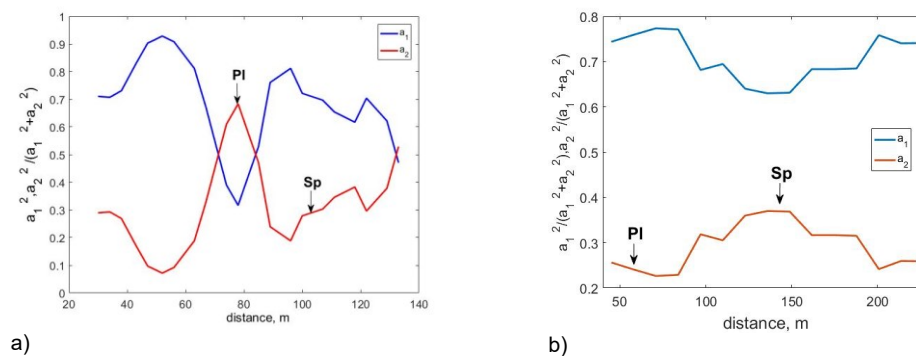 1
0.9
0.8
0.7
0.6
0.5
0.4
0.3
0.2
0.1
0
20 40 60 80 100 120 140
distance, m
a₁ ²,a₂ ²/(a₁ ²+a₂ ²)
a₁
a₂
Pl
Sp
a)
0.8
0.7
0.6
0.5
0.4
0.3
0.2
50 100 150 200
distance, m
a₁ ²/(a₁ ²+a₂ ²),a₂ ²/(a₁ ²+a₂ ²)
a₁
a₂
Pl
Sp
b)